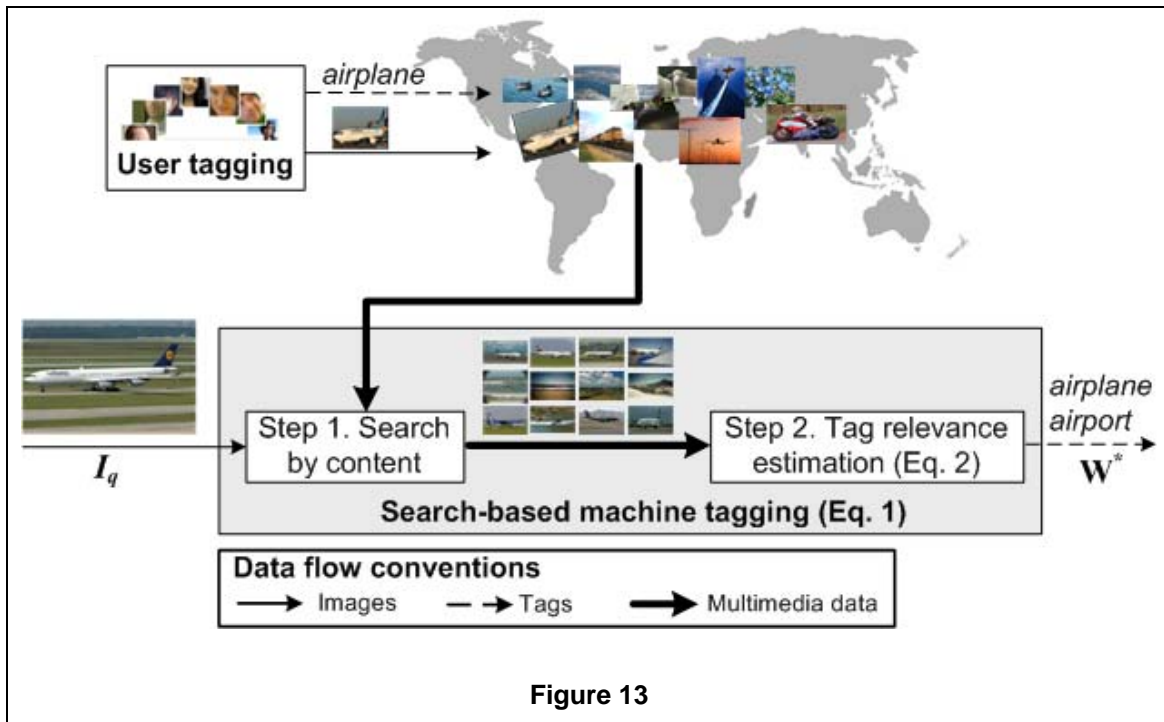 airplane
User tagging
I_q
Step 1. Search
by content
Step 2. Tag relevance
estimation (Eq. 2)
airplane
airport
W*
Search-based machine tagging (Eq. 1)
Data flow conventions
Images
Tags
Multimedia data
Figure 13